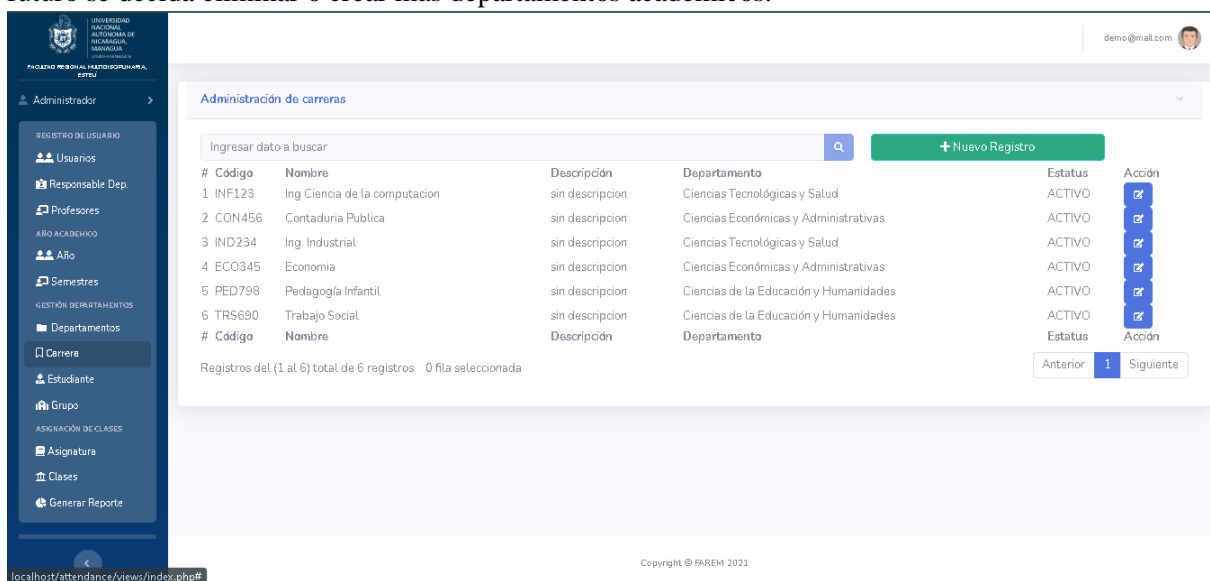 futuro se decida eliminar o crear más departamentos académicos.
UNIVERSIDAD
NACIONAL
AUTÓNOMA DE
NICARAGUA,
MANAGUA
FACULTAD REGIONAL MULTIDISCIPLINARIA,
ESTELÍ
demo@mail.com
Administrador
REGISTRO DE USUARIO
Usuarios
Responsable Dep.
Profesores
AÑO ACADEMICO
Año
Semestres
GESTIÓN DEPARTAMENTOS
Departamentos
Carrera
Estudiante
Grupo
ASIGNACIÓN DE CLASES
Asignatura
Clases
Generar Reporte
Administración de carreras
Ingresar dato a buscar
+ Nuevo Registro
# Código Nombre Descripción Departamento Estatus Acción
1 INF123 Ing Ciencia de la computacion sin descripcion Ciencias Tecnológicas y Salud ACTIVO
2 CON456 Contaduria Publica sin descripcion Ciencias Económicas y Administrativas ACTIVO
3 IND234 Ing. Industrial sin descripcion Ciencias Tecnológicas y Salud ACTIVO
4 ECO345 Economia sin descripcion Ciencias Económicas y Administrativas ACTIVO
5 PED798 Pedagogía Infantil sin descripcion Ciencias de la Educación y Humanidades ACTIVO
6 TRS690 Trabajo Social sin descripcion Ciencias de la Educación y Humanidades ACTIVO
# Código Nombre Descripción Departamento Estatus Acción
Registros del (1 al 6) total de 6 registros 0 fila seleccionada
Anterior 1 Siguiente
Copyright © FAREM 2021
localhost/attendance/views/index.php#